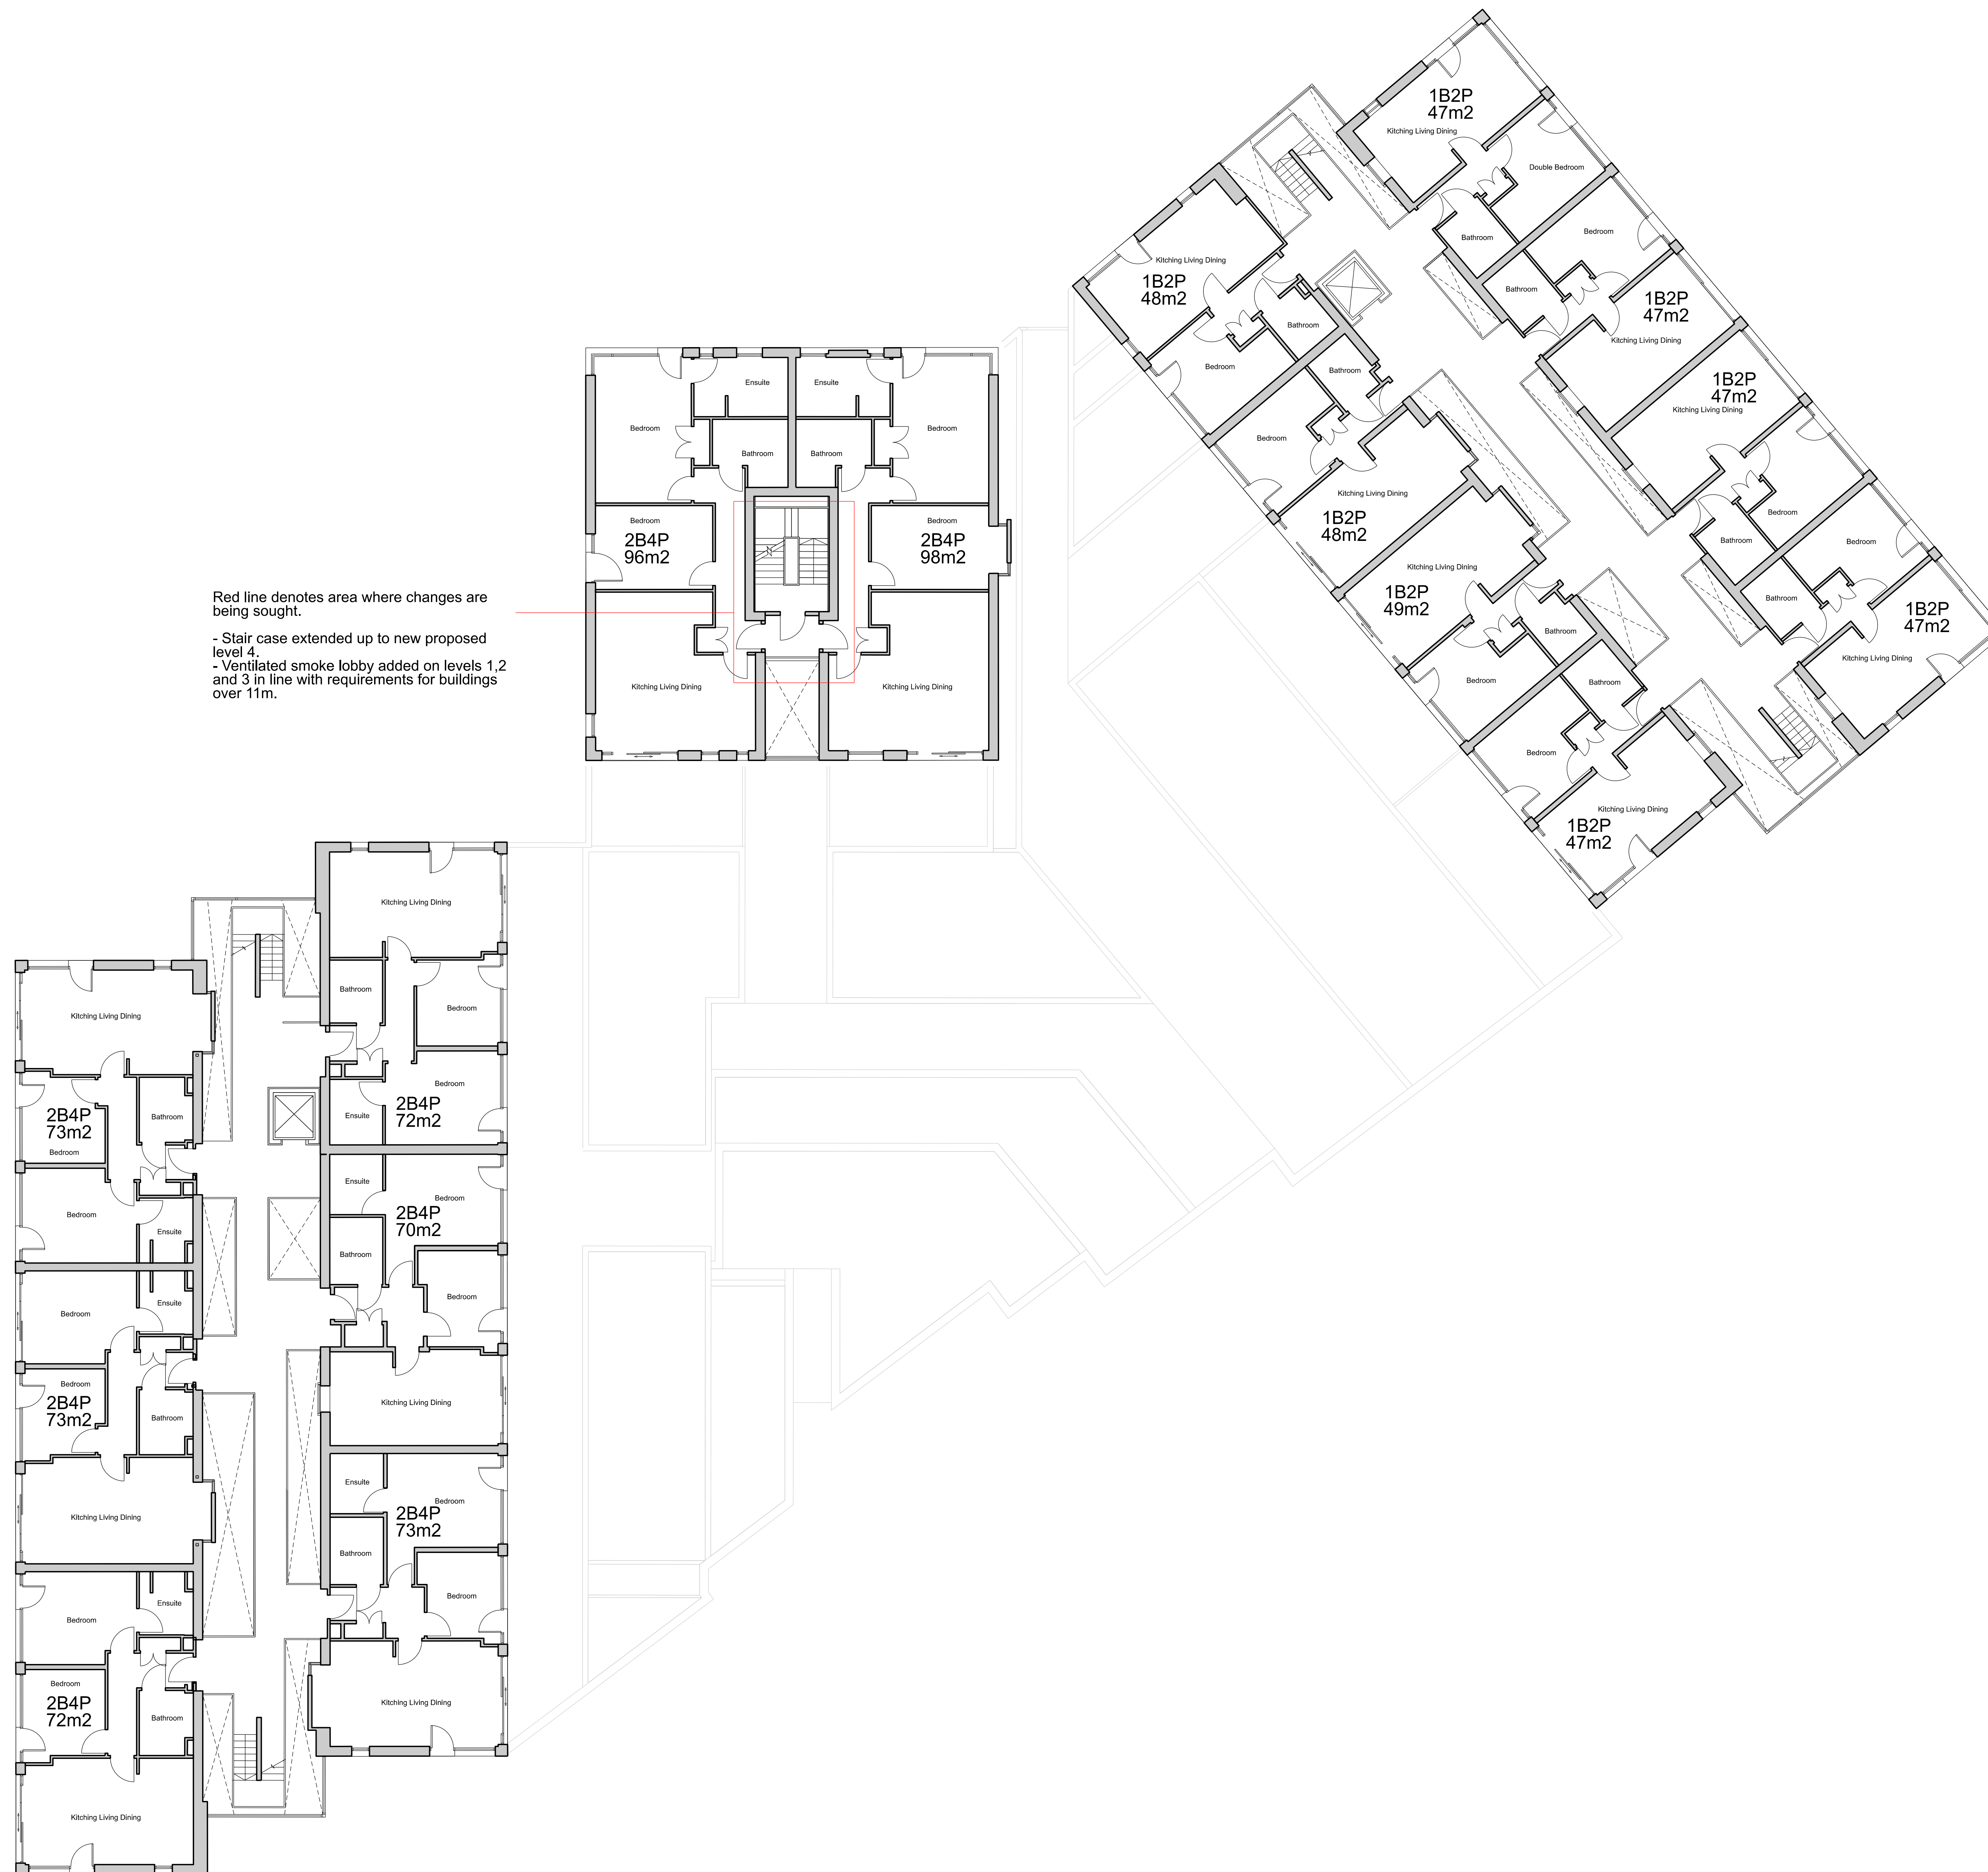 1B2P
47m2
Kitching Living Dining
Double Bedroom
Bathroom
Bedroom
Bathroom
1B2P
47m2
Kitching Living Dining
Kitching Living Dining
1B2P
48m2
Bathroom
Bedroom
Bathroom
Bedroom
Kitching Living Dining
1B2P
48m2
1B2P
47m2
Kitching Living Dining
Bedroom
Bathroom
Bedroom
Bathroom
1B2P
47m2
Kitching Living Dining
Kitching Living Dining
1B2P
49m2
Bathroom
Bedroom
Bathroom
Bedroom
Kitching Living Dining
1B2P
47m2
Ensuite
Ensuite
Bedroom
Bedroom
Bathroom
Bathroom
Bedroom
2B4P
96m2
Bedroom
2B4P
98m2
Kitching Living Dining
Kitching Living Dining
Red line denotes area where changes are
being sought.
- Stair case extended up to new proposed
level 4.
- Ventilated smoke lobby added on levels 1,2
and 3 in line with requirements for buildings
over 11m.
Kitching Living Dining
Bathroom
Bedroom
Bedroom
2B4P
72m2
Ensuite
Ensuite
Bedroom
2B4P
70m2
Bathroom
Bedroom
Kitching Living Dining
Ensuite
Bedroom
2B4P
73m2
Bathroom
Bedroom
Kitching Living Dining
Kitching Living Dining
2B4P
73m2
Bedroom
Bathroom
Bedroom
Ensuite
Bedroom
Ensuite
Bedroom
2B4P
73m2
Bathroom
Kitching Living Dining
Bedroom
Ensuite
Bedroom
2B4P
72m2
Bathroom
Kitching Living Dining